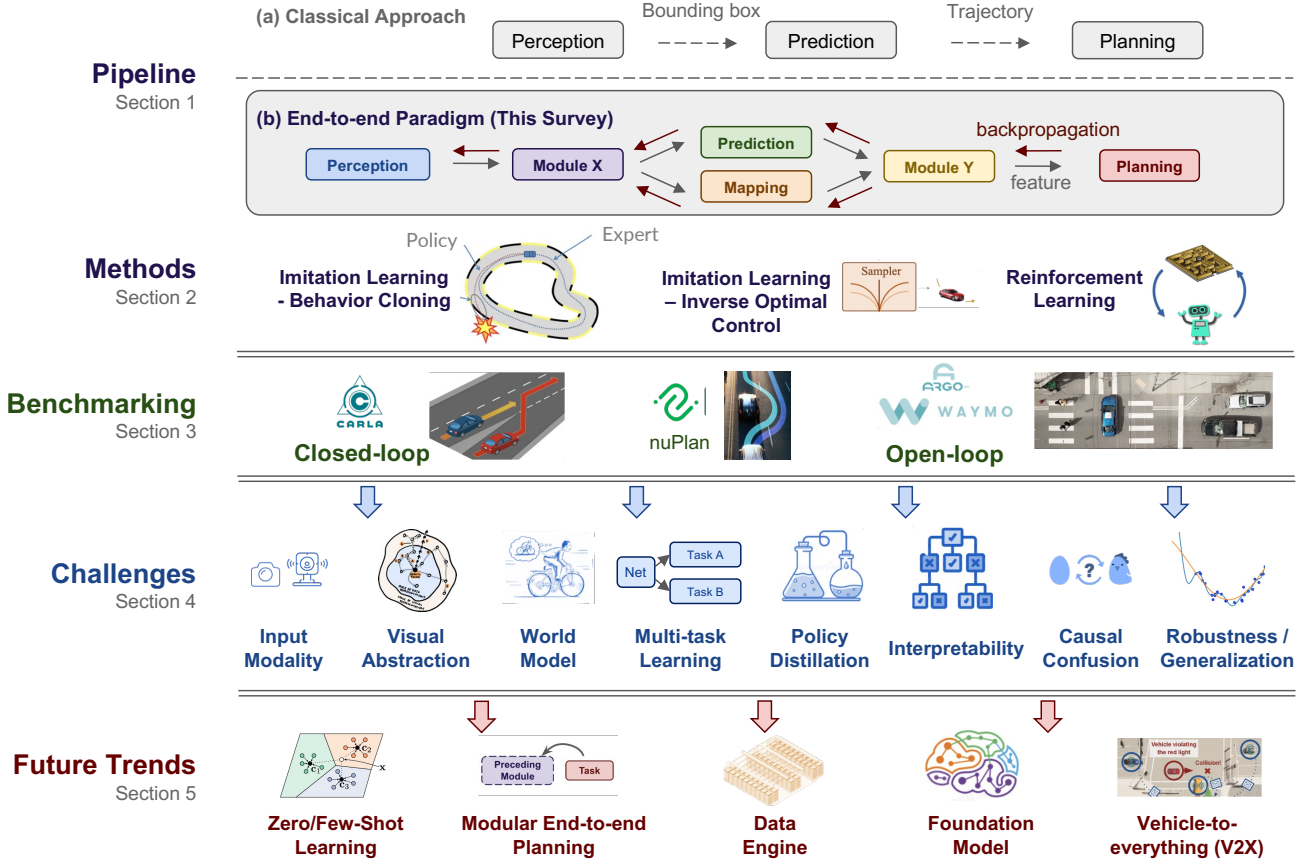 (a) Classical Approach
Bounding box
Trajectory
Perception
Prediction
Planning
Pipeline
Section 1
(b) End-to-end Paradigm (This Survey)
backpropagation
Perception
Module X
Prediction
Mapping
Module Y
feature
Planning
Methods
Section 2
Policy
Expert
Imitation Learning
- Behavior Cloning
Imitation Learning
– Inverse Optimal
Control
Sampler
Reinforcement
Learning
Benchmarking
Section 3
CARLA
Closed-loop
nuPlan
ARGO
WAYMO
Open-loop
Challenges
Section 4
Net
Task A
Task B
?
Input
Modality
Visual
Abstraction
World
Model
Multi-task
Learning
Policy
Distillation
Interpretability
Causal
Confusion
Robustness /
Generalization
Future Trends
Section 5
c1
c2
c3
x
Preceding
Module
Task
Vehicle violating
the red light
Collision!
Zero/Few-Shot
Learning
Modular End-to-end
Planning
Data
Engine
Foundation
Model
Vehicle-to-
everything (V2X)